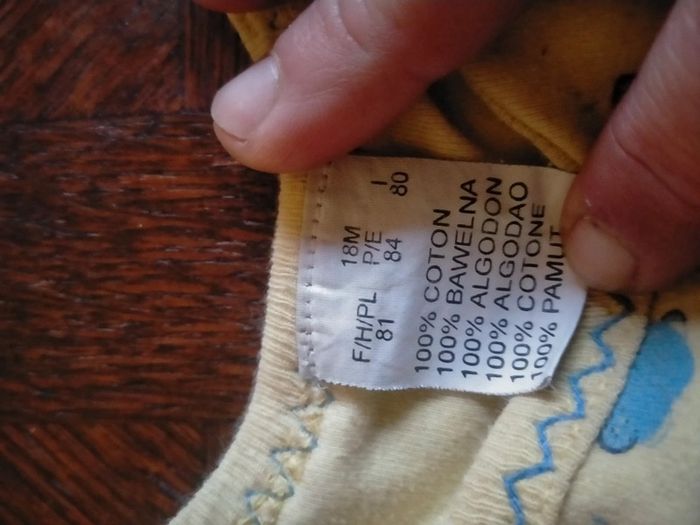 18M
F/H/PL P/E I
81 84 80
100% COTON
100% BAWELNA
100% ALGODON
100% ALGODAO
100% COTONE
100% PAMUT